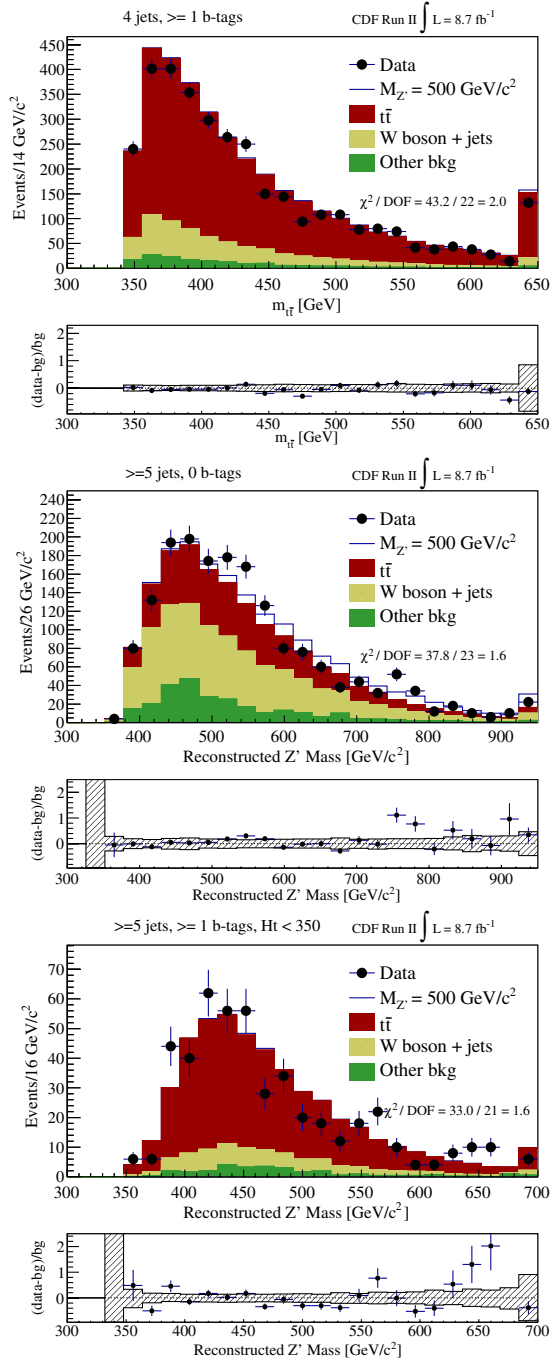 4 jets, >= 1 b-tags
CDF Run II ∫ L = 8.7 fb⁻¹
Events/14 GeV/c²
450
400
350
300
250
200
150
100
50
0
Data
M_Z' = 500 GeV/c²
tt̄
W boson + jets
Other bkg
χ² / DOF = 43.2 / 22 = 2.0
300 350 400 450 500 550 600 650
m_tt̄ [GeV]
(data-bg)/bg
2
1
0
300 350 400 450 500 550 600 650
m_tt̄ [GeV]
>=5 jets, 0 b-tags
CDF Run II ∫ L = 8.7 fb⁻¹
Events/26 GeV/c²
240
220
200
180
160
140
120
100
80
60
40
20
0
Data
M_Z' = 500 GeV/c²
tt̄
W boson + jets
Other bkg
χ² / DOF = 37.8 / 23 = 1.6
300 400 500 600 700 800 900
Reconstructed Z' Mass [GeV/c²]
(data-bg)/bg
2
1
0
300 400 500 600 700 800 900
Reconstructed Z' Mass [GeV/c²]
>=5 jets, >= 1 b-tags, Ht < 350
CDF Run II ∫ L = 8.7 fb⁻¹
Events/16 GeV/c²
70
60
50
40
30
20
10
0
Data
M_Z' = 500 GeV/c²
tt̄
W boson + jets
Other bkg
χ² / DOF = 33.0 / 21 = 1.6
300 350 400 450 500 550 600 650 700
Reconstructed Z' Mass [GeV/c²]
(data-bg)/bg
2
1
0
300 350 400 450 500 550 600 650 700
Reconstructed Z' Mass [GeV/c²]